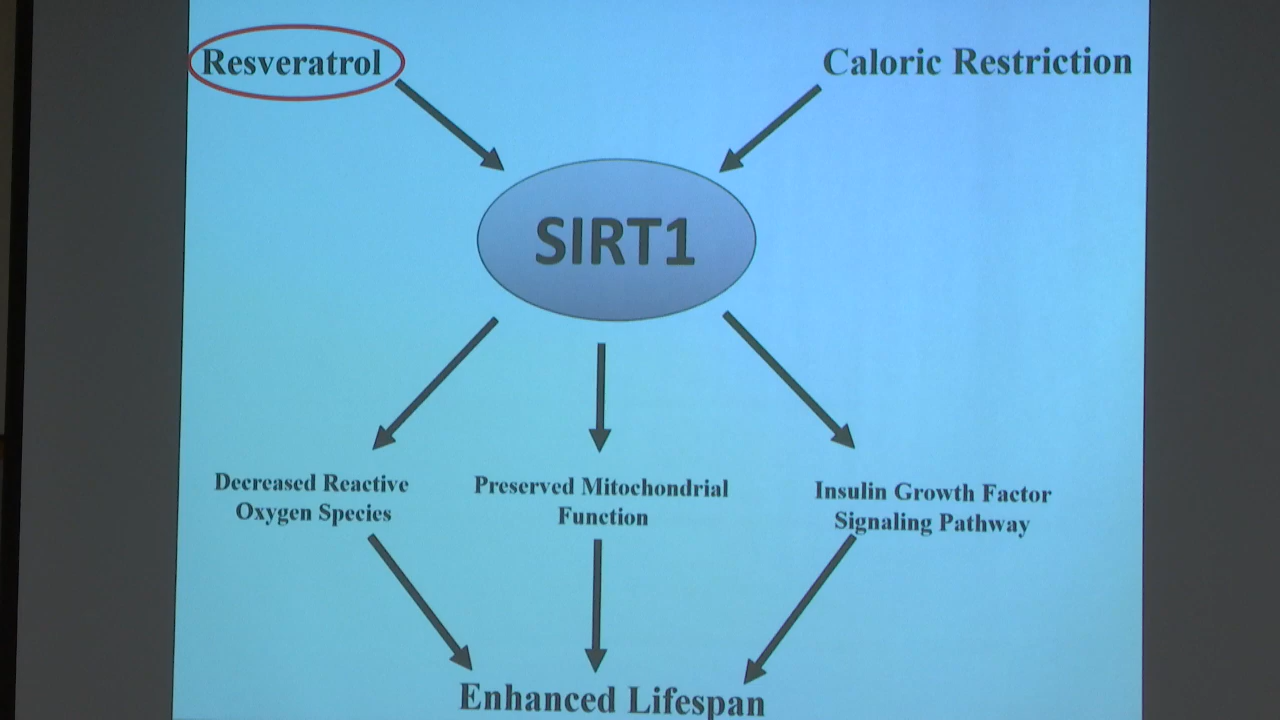 Resveratrol
Caloric Restriction
SIRT1
Decreased Reactive
Oxygen Species
Preserved Mitochondrial
Function
Insulin Growth Factor
Signaling Pathway
Enhanced Lifespan